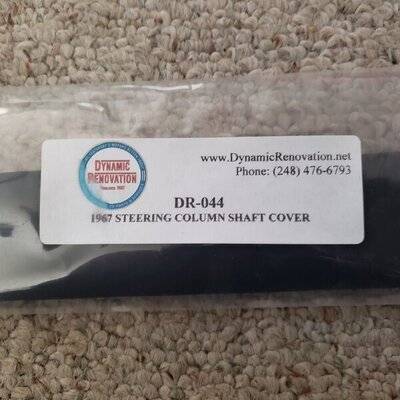 DYNAMIC
RENOVATION
www.DynamicRenovation.net
Phone: (248) 476-6793
DR-044
1967 STEERING COLUMN SHAFT COVER